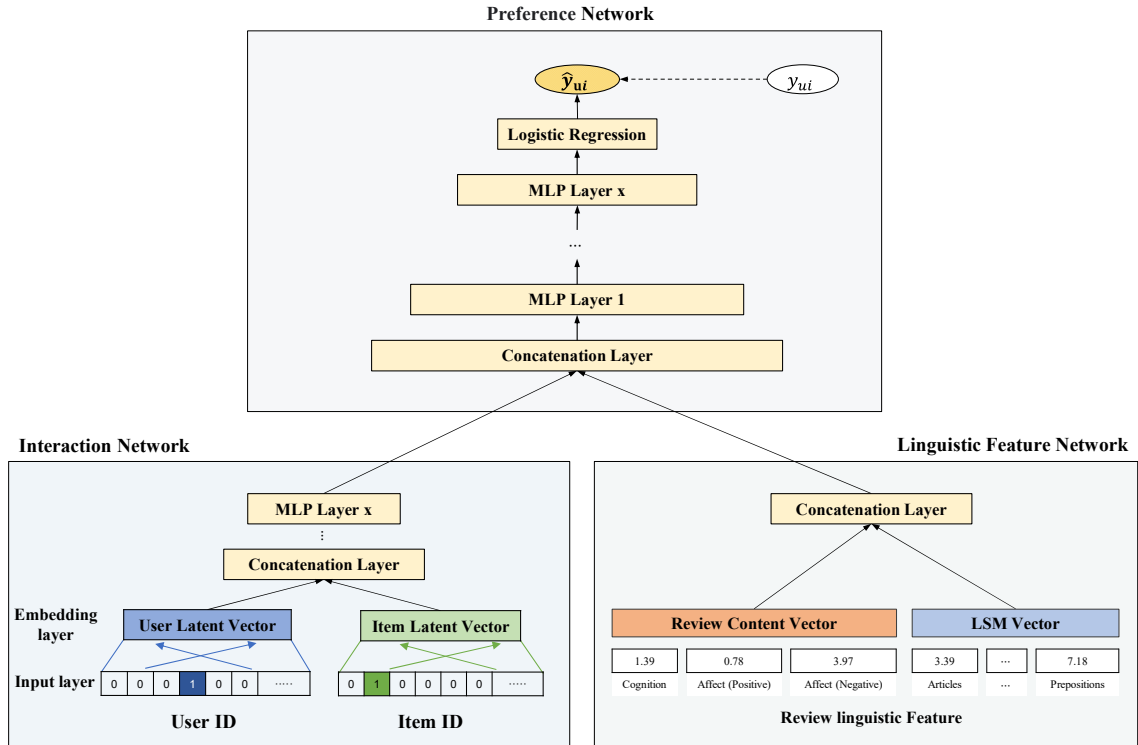 Preference Network
ŷ_ui
y_ui
Logistic Regression
MLP Layer x
...
MLP Layer 1
Concatenation Layer
Interaction Network
MLP Layer x
...
Concatenation Layer
Embedding layer
User Latent Vector
Item Latent Vector
Input layer
0 0 0 1 0 0 .....
0 1 0 0 0 0 .....
User ID
Item ID
Linguistic Feature Network
Concatenation Layer
Review Content Vector
LSM Vector
1.39 0.78 3.97 3.39 ... 7.18
Cognition Affect (Positive) Affect (Negative) Articles ... Prepositions
Review linguistic Feature